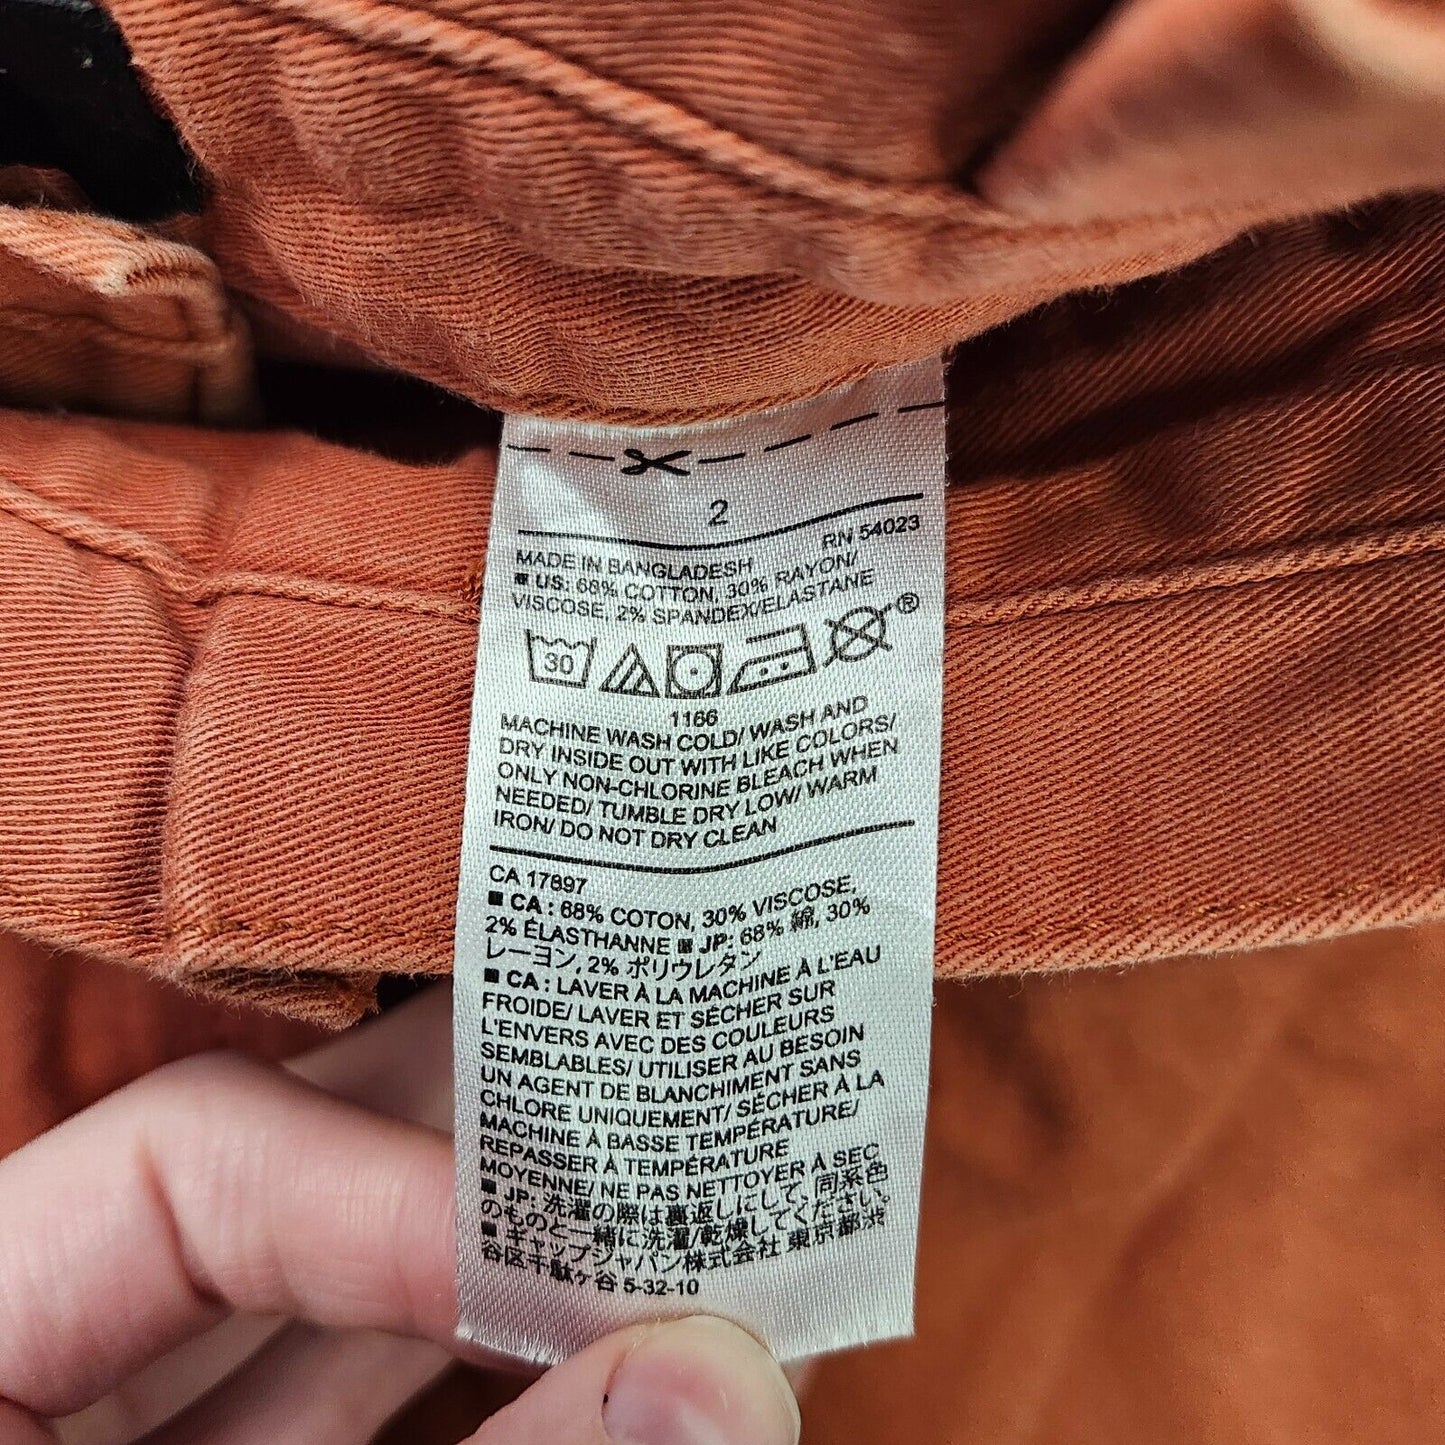 2
RN 54023
MADE IN BANGLADESH
■ US: 68% COTTON, 30% RAYON/
VISCOSE, 2% SPANDEX/ELASTANE
30 ®
1166
MACHINE WASH COLD/ WASH AND
DRY INSIDE OUT WITH LIKE COLORS/
ONLY NON-CHLORINE BLEACH WHEN
NEEDED/ TUMBLE DRY LOW/ WARM
IRON/ DO NOT DRY CLEAN
CA 17897
■ CA : 68% COTON, 30% VISCOSE,
2% ÉLASTHANNE ■ JP: 68% 綿, 30%
レーヨン, 2% ポリウレタン
■ CA : LAVER À LA MACHINE À L'EAU
FROIDE/ LAVER ET SÉCHER SUR
L'ENVERS AVEC DES COULEURS
SEMBLABLES/ UTILISER AU BESOIN
UN AGENT DE BLANCHIMENT SANS
CHLORE UNIQUEMENT/ SÉCHER À LA
MACHINE À BASSE TEMPÉRATURE/
REPASSER À TEMPÉRATURE
MOYENNE/ NE PAS NETTOYER À SEC
■ JP: 洗濯の際は裏返しにして、同系色
のものと一緒に洗濯/乾燥してください。
■ ギャップジャパン株式会社 東京都渋
谷区千駄ヶ谷 5-32-10